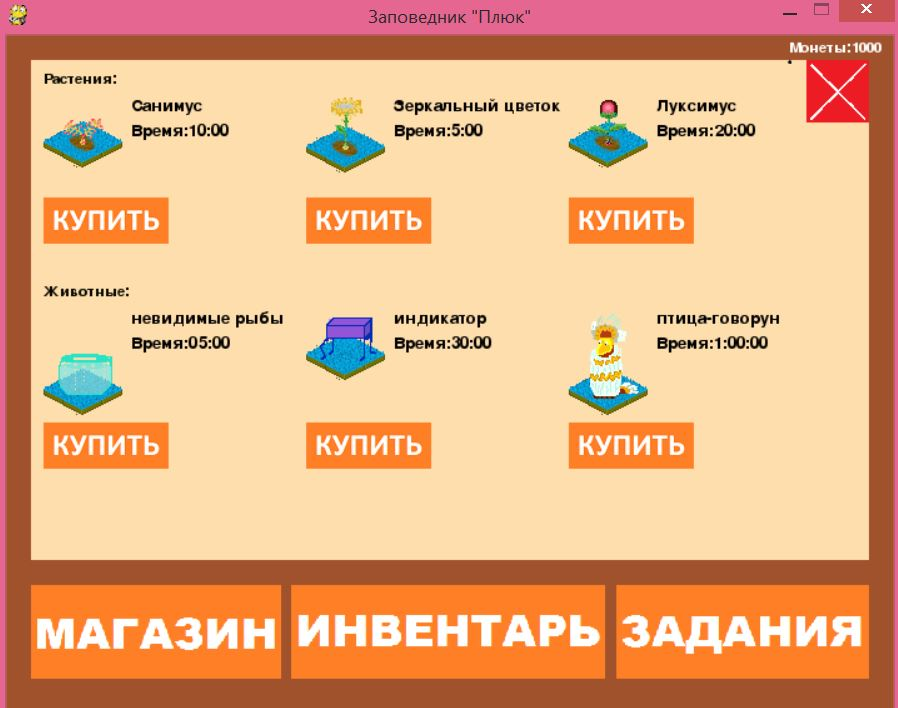 Заповедник "Плюк"
Монеты:1000
Растения:
Санимус
Время:10:00
Зеркальный цветок
Время:5:00
Луксимус
Время:20:00
КУПИТЬ
КУПИТЬ
КУПИТЬ
Животные:
невидимые рыбы
Время:05:00
индикатор
Время:30:00
птица-говорун
Время:1:00:00
КУПИТЬ
КУПИТЬ
КУПИТЬ
МАГАЗИН
ИНВЕНТАРЬ
ЗАДАНИЯ